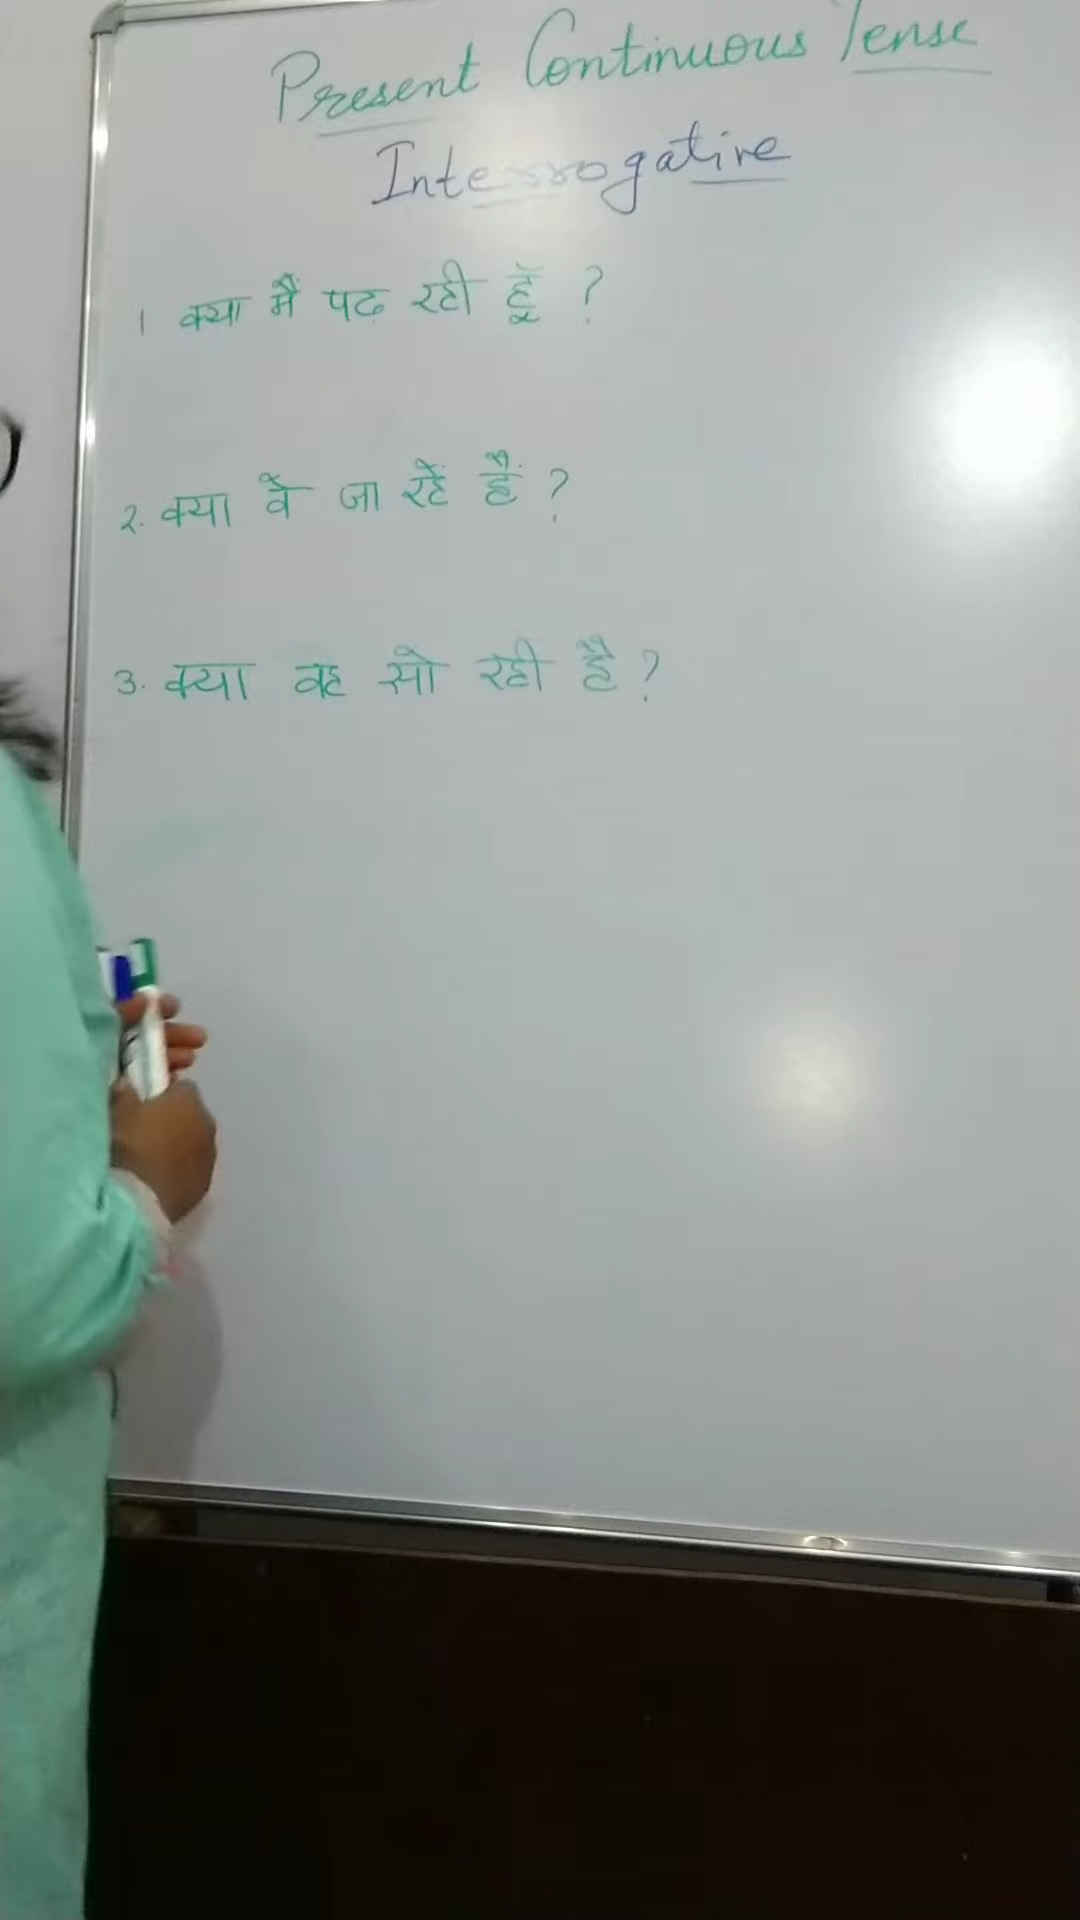 Present Continuous Tense
Interrogative
1 क्या मैं पढ़ रही हूँ ?
2. क्या वे जा रहें हैं ?
3. क्या वह सो रही है ?